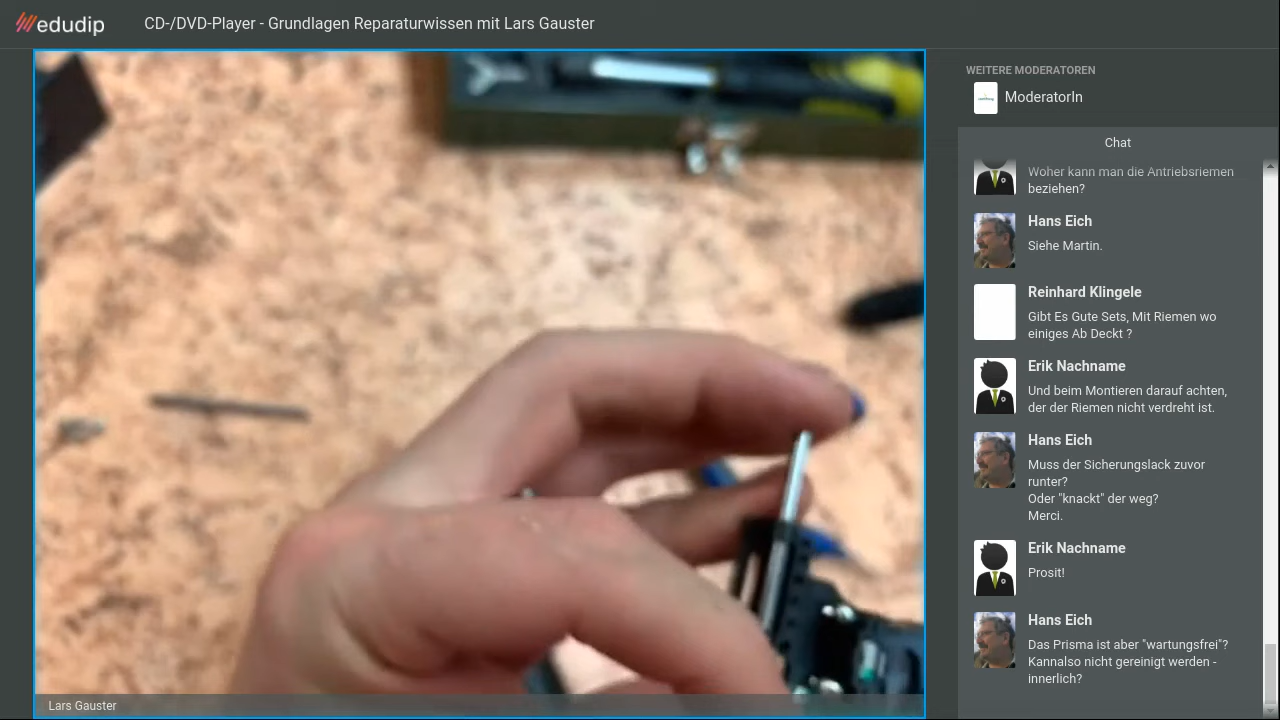 edudip
CD-/DVD-Player - Grundlagen Reparaturwissen mit Lars Gauster
WEITERE MODERATOREN
ModeratorIn
Chat
Woher kann man die Antriebsriemen
beziehen?
Hans Eich
Siehe Martin.
Reinhard Klingele
Gibt Es Gute Sets, Mit Riemen wo
einiges Ab Deckt ?
Erik Nachname
Und beim Montieren darauf achten,
der der Riemen nicht verdreht ist.
Hans Eich
Muss der Sicherungslack zuvor
runter?
Oder "knackt" der weg?
Merci.
Erik Nachname
Prosit!
Hans Eich
Das Prisma ist aber "wartungsfrei"?
Kannalso nicht gereinigt werden -
innerlich?
Lars Gauster